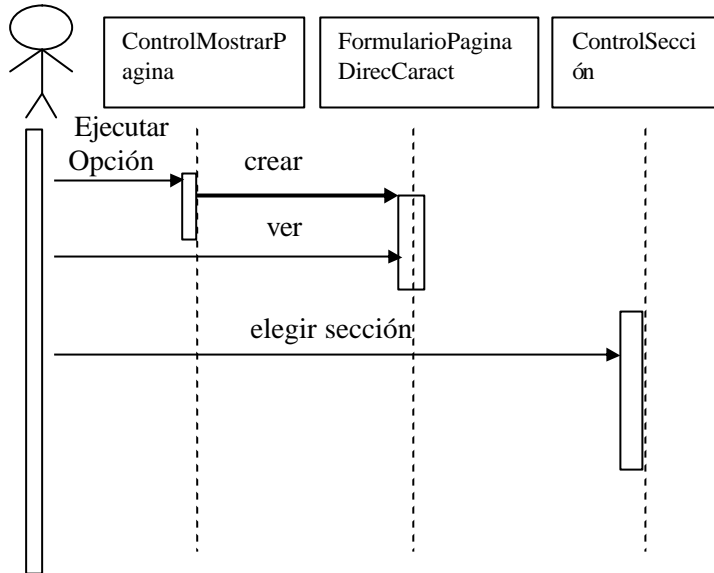 ControlMostrarP
agina
FormularioPagina
DirecCaract
ControlSecci
ón
Ejecutar
Opción
crear
ver
elegir sección